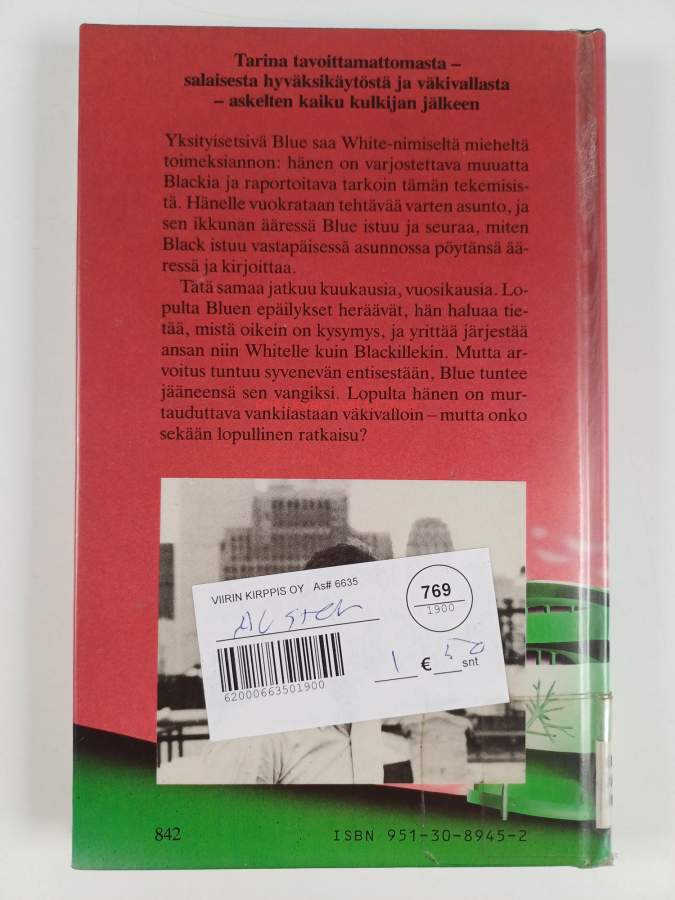 Tarina tavoittamattomasta –
salaisesta hyväksikäytöstä ja väkivallasta
– askelten kaiku kulkijan jälkeen
Yksityisetsivä Blue saa White-nimiseltä mieheltä
toimeksiannon: hänen on varjostettava muuatta
Blackia ja raportoitava tarkoin tämän tekemisis-
tä. Hänelle vuokrataan tehtävää varten asunto, ja
sen ikkunan ääressä Blue istuu ja seuraa, miten
Black istuu vastapäisessä asunnossa pöytänsä ää-
ressä ja kirjoittaa.
Tätä samaa jatkuu kuukausia, vuosikausia. Lo-
pulta Bluen epäilykset heräävät, hän haluaa tie-
tää, mistä oikein on kysymys, ja yrittää järjestää
ansan niin Whitelle kuin Blackillekin. Mutta ar-
voitus tuntuu syvenevän entisestään, Blue tuntee
jääneensä sen vangiksi. Lopulta hänen on mur-
tauduttava vankilastaan väkivalloin – mutta onko
sekään lopullinen ratkaisu?
VIIRIN KIRPPIS OY As# 6635
769
1900
Auster
1 € 50 snt
62000663501900
842
ISBN 951-30-8945-2